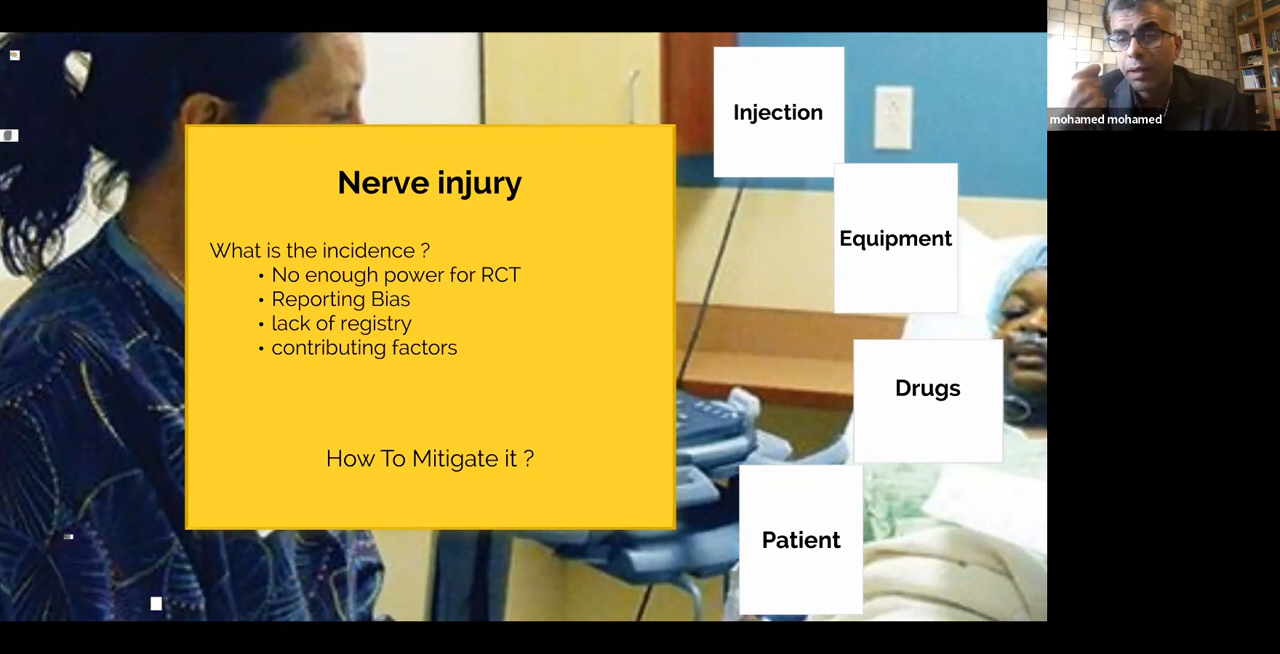 Nerve injury
What is the incidence ?
• No enough power for RCT
• Reporting Bias
• lack of registry
• contributing factors
How To Mitigate it ?
Injection
Equipment
Drugs
Patient
mohamed mohamed